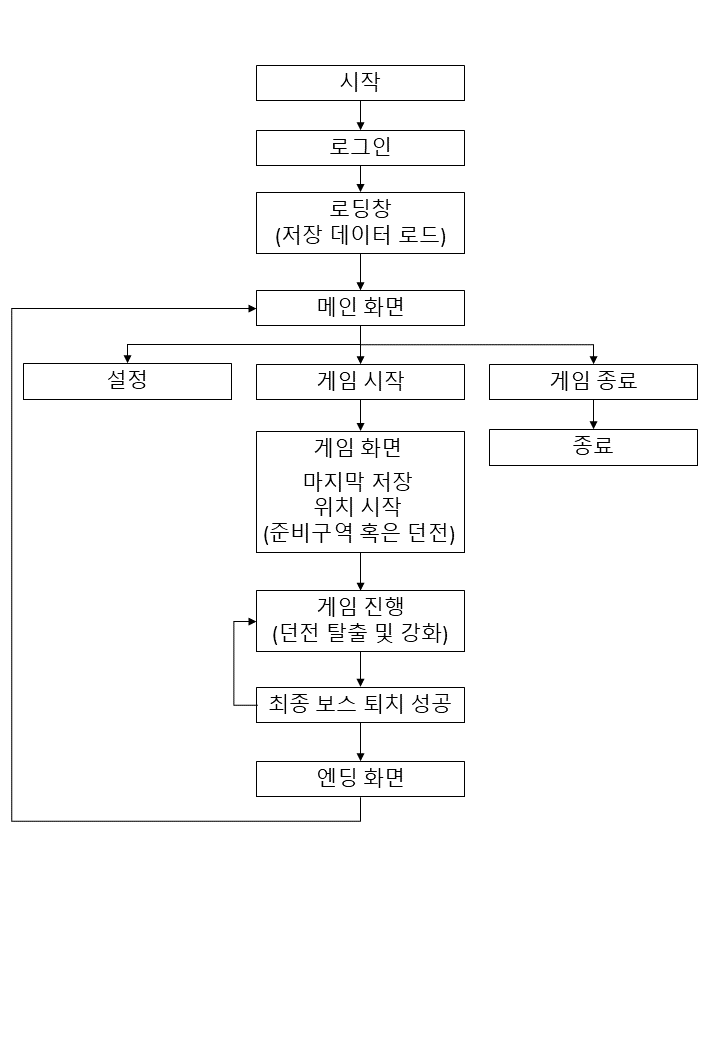 시작
로그인
로딩창
(저장 데이터 로드)
메인 화면
설정
게임 시작
게임 종료
게임 화면
마지막 저장
위치 시작
(준비구역 혹은 던전)
종료
게임 진행
(던전 탈출 및 강화)
최종 보스 퇴치 성공
엔딩 화면